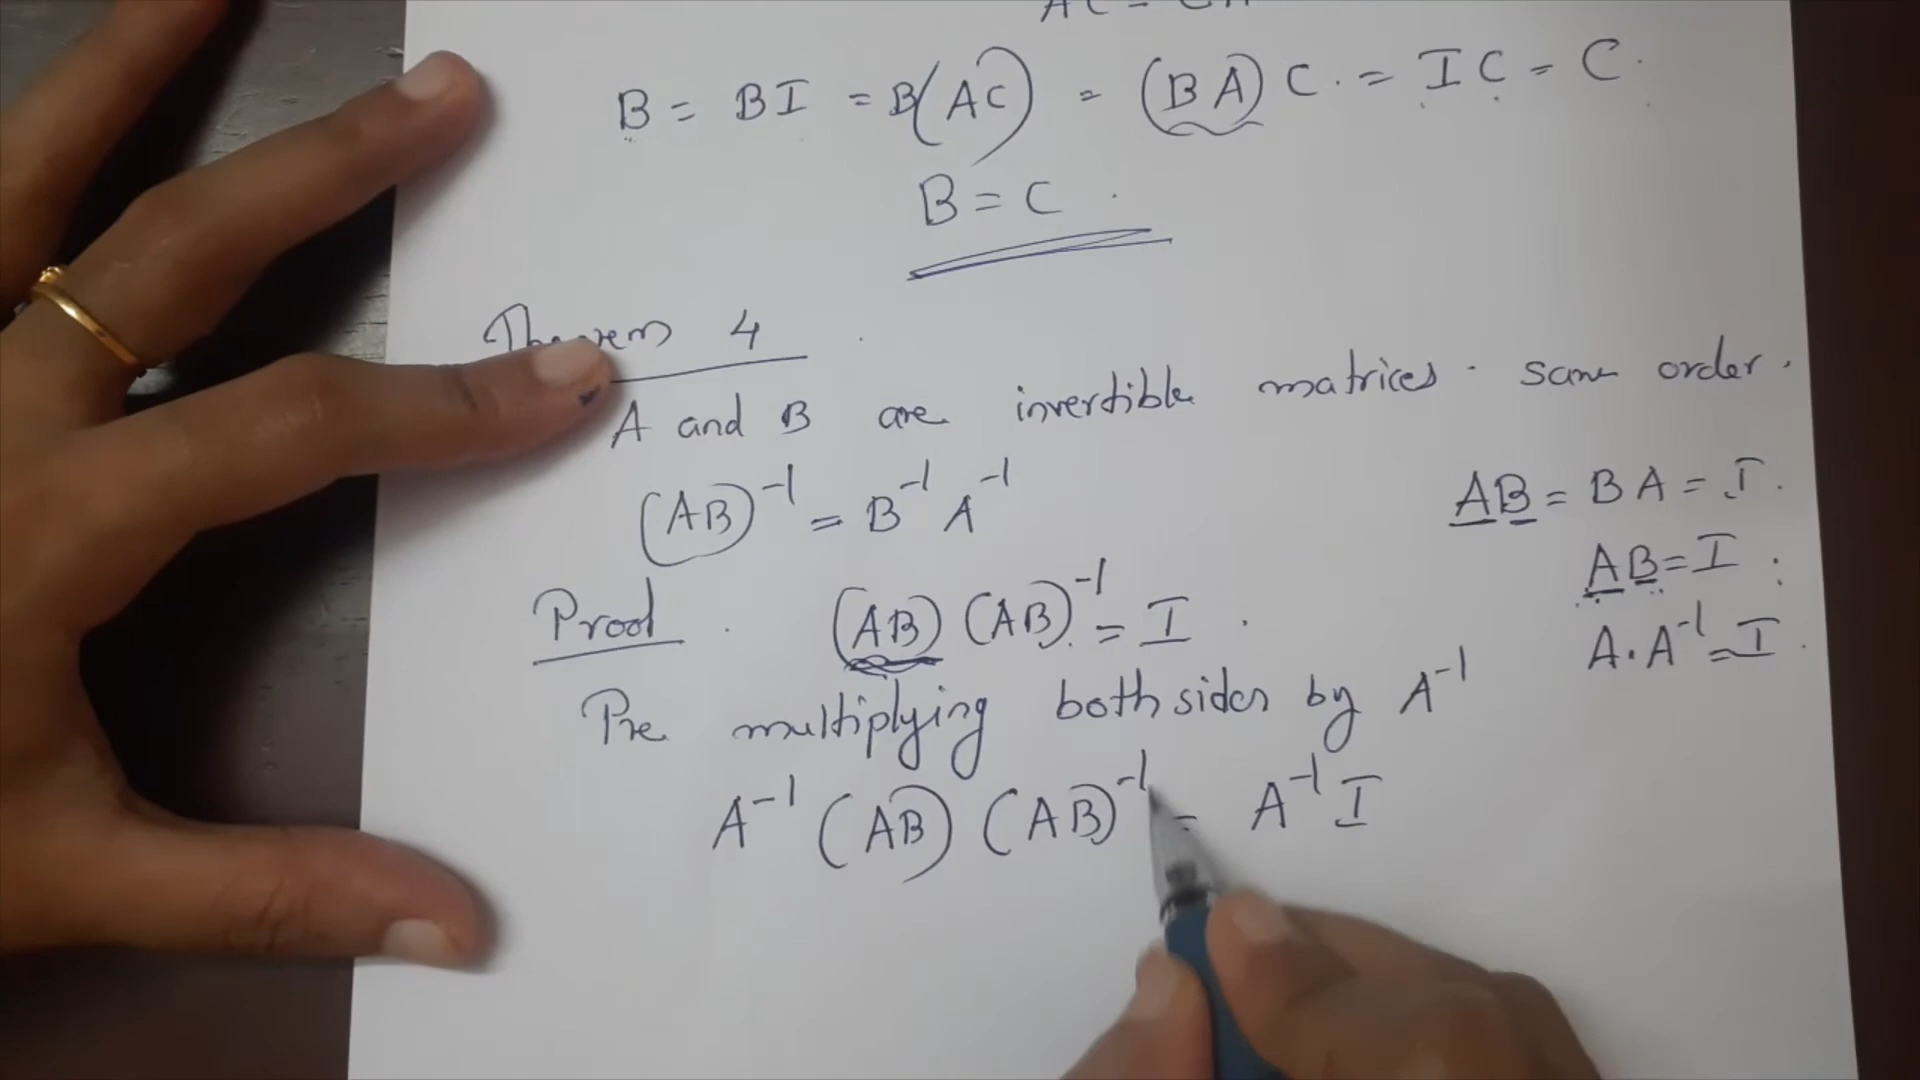 B = BI = B(AC) = (BA)C. = IC = C.
B = C.
Theorem 4
A and B are invertible matrices. same order.
(AB)⁻¹ = B⁻¹ A⁻¹
AB = BA = I.
AB = I
A.A⁻¹ = I.
Proof. (AB) (AB)⁻¹ = I.
Pre multiplying both sides by A⁻¹
A⁻¹ (AB) (AB)⁻¹ = A⁻¹ I